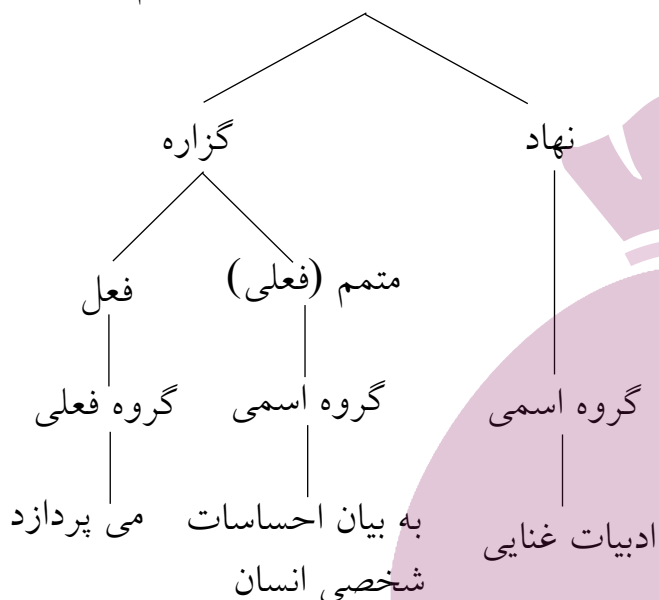 نهاد گزاره
متمم (فعلی) فعل
گروه اسمی گروه اسمی گروه فعلی
ادبیات غنایی به بیان احساسات می پردازد
شخصی انسان